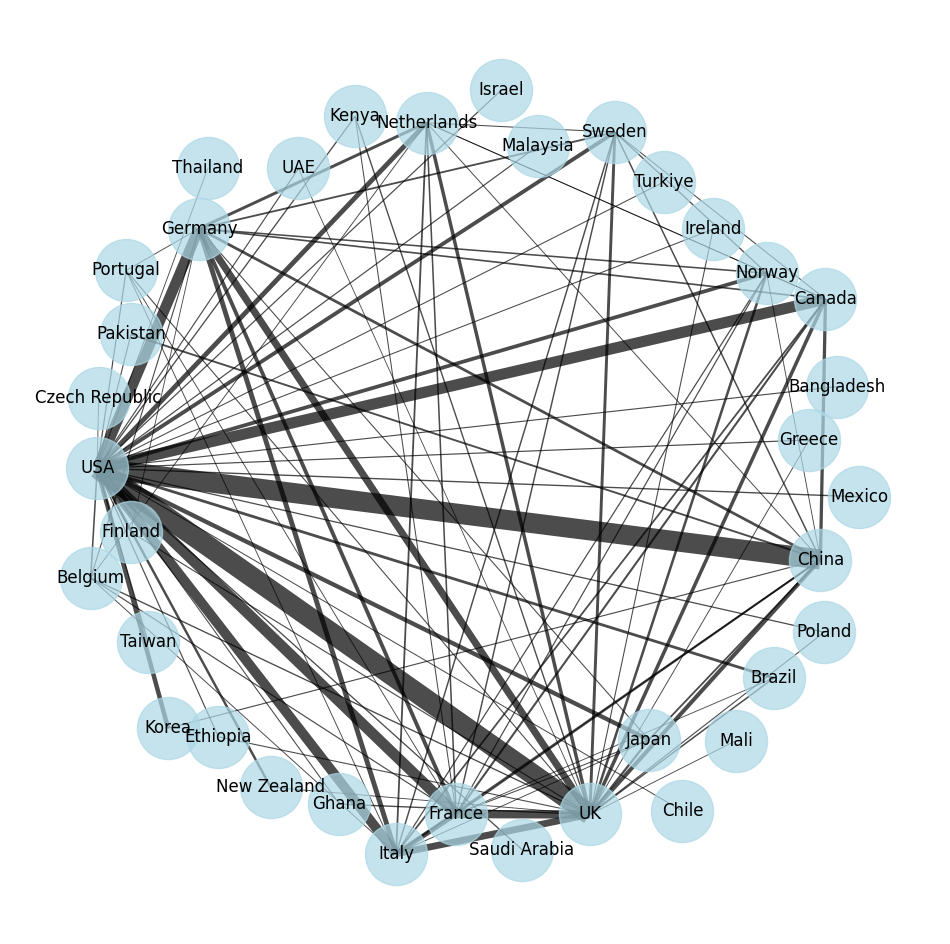 Israel
Kenya
Netherlands
Sweden
Malaysia
Thailand
UAE
Turkiye
Germany
Ireland
Portugal
Norway
Canada
Pakistan
Bangladesh
Czech Republic
Greece
USA
Mexico
Finland
China
Belgium
Poland
Taiwan
Brazil
Korea
Ethiopia
Japan
Mali
New Zealand
Ghana
France
UK
Chile
Italy
Saudi Arabia